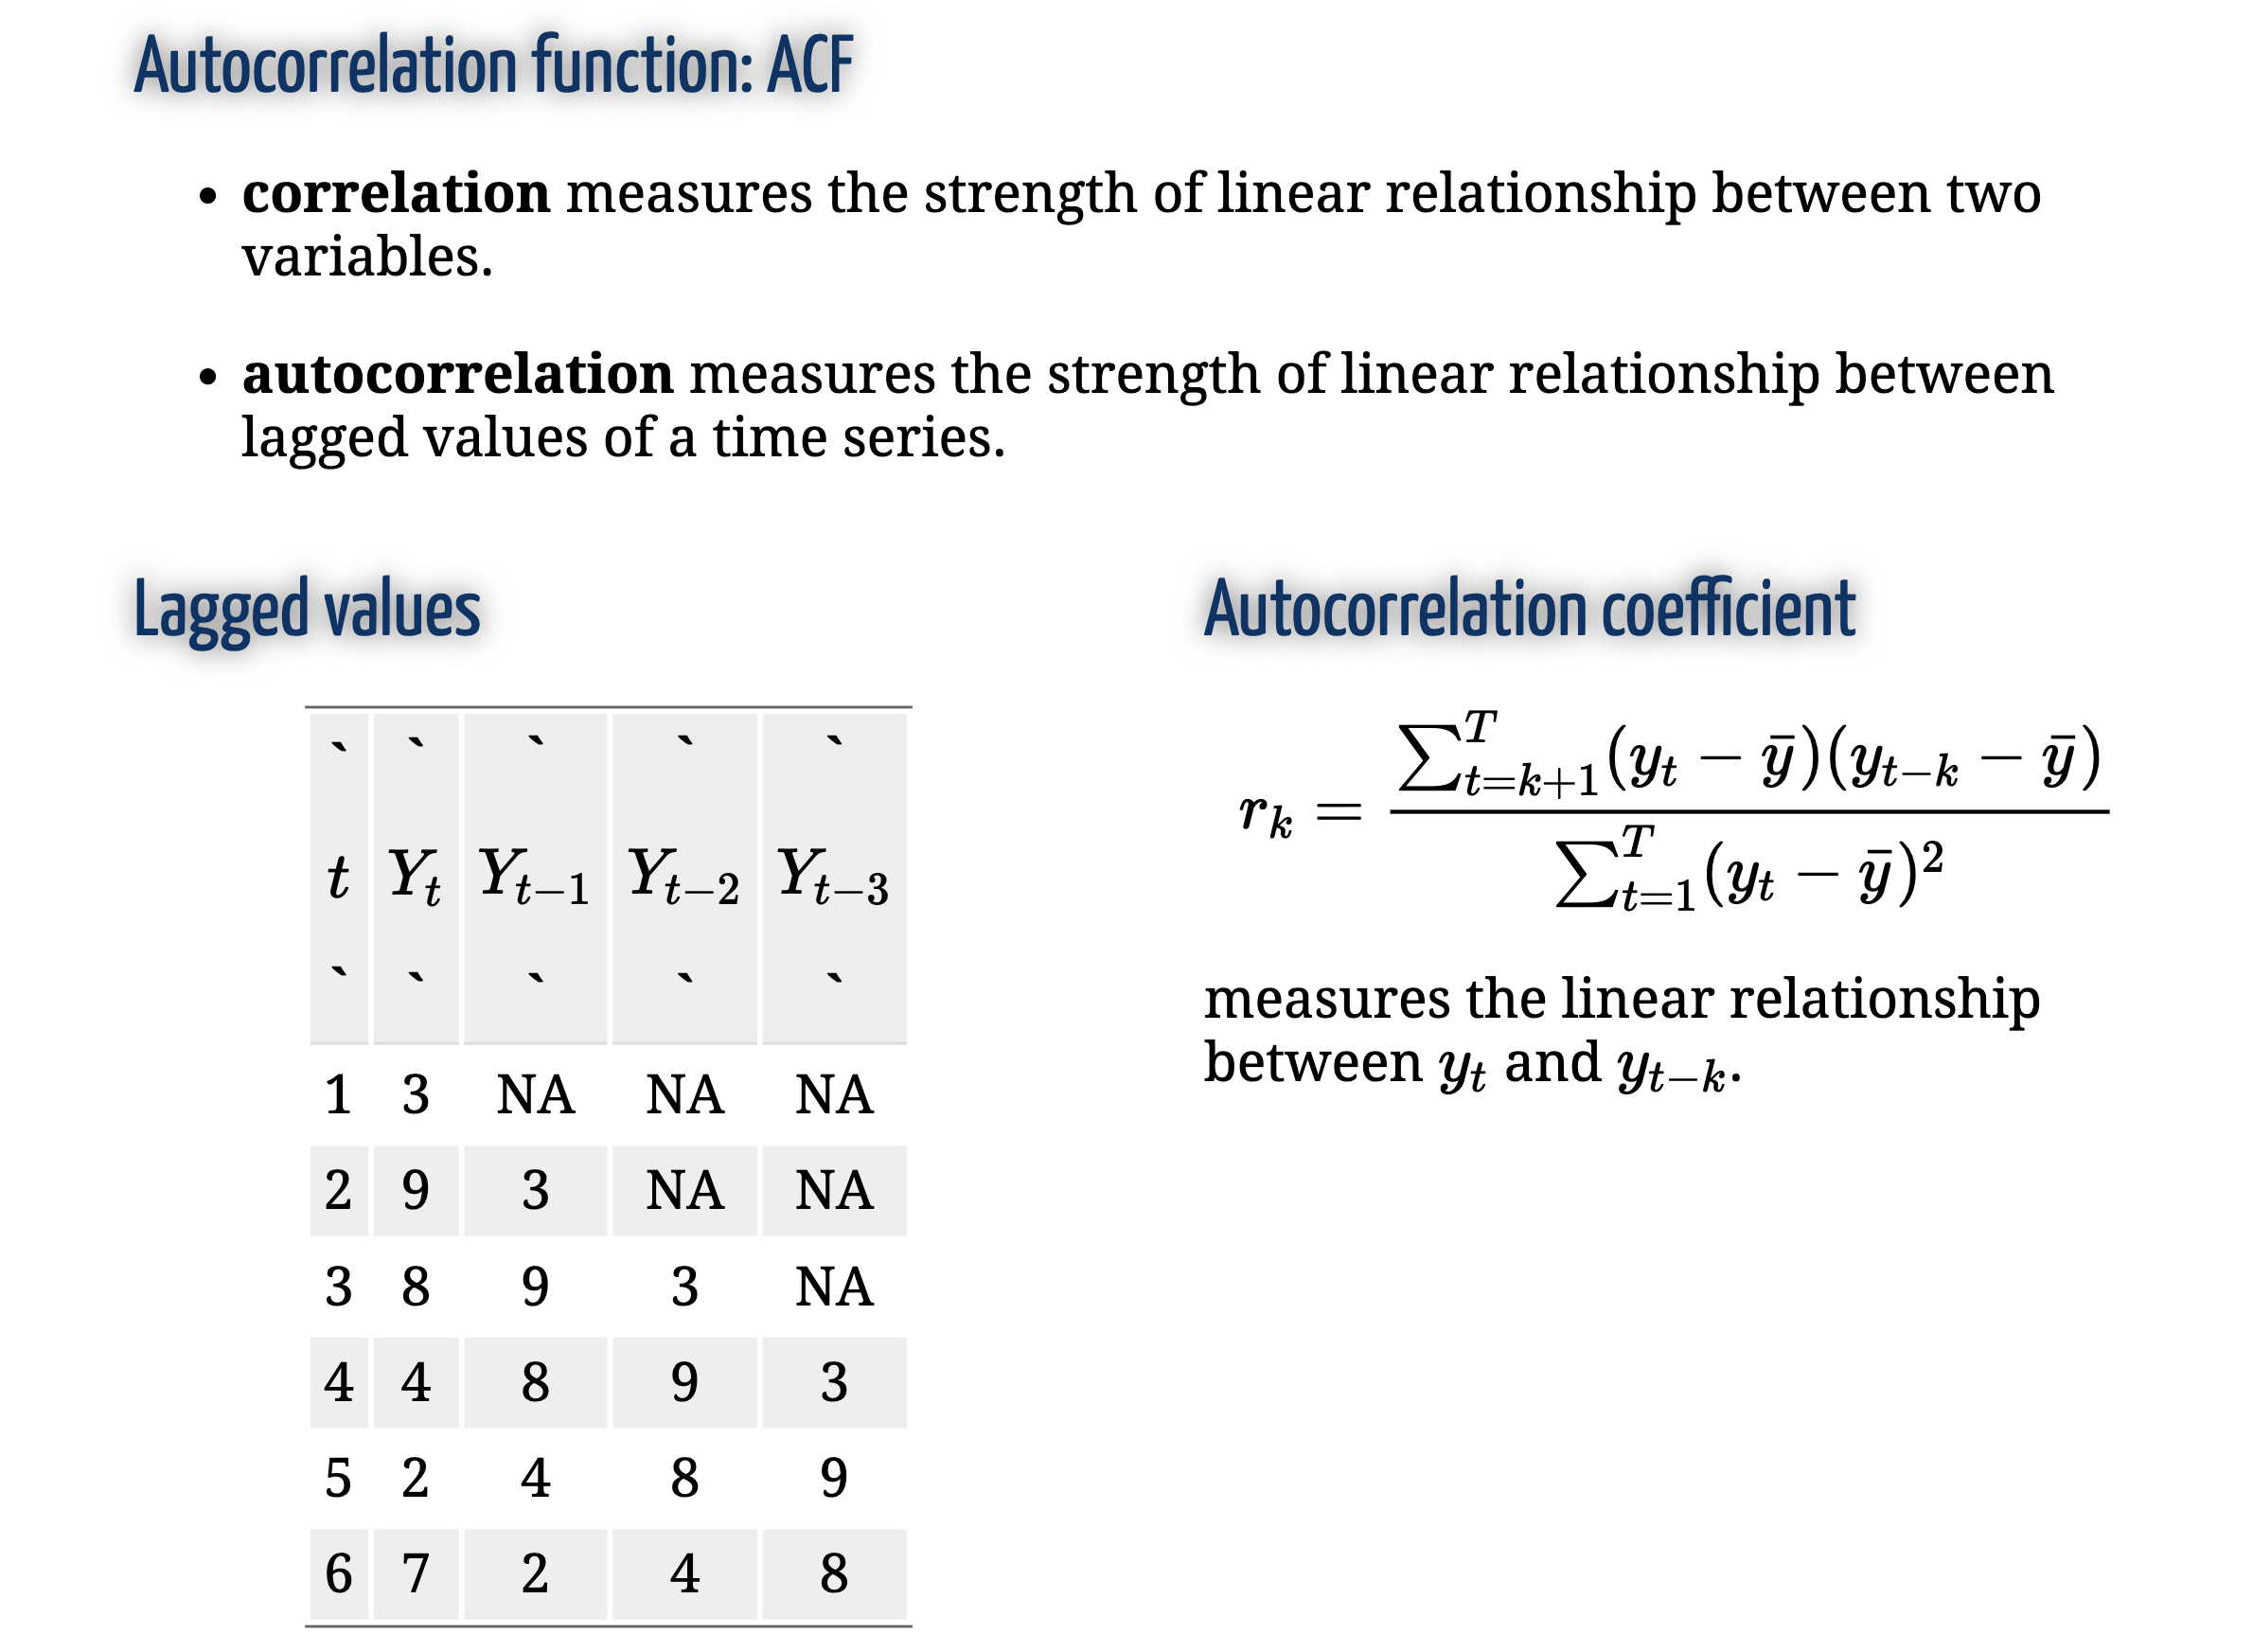 Autocorrelation function: ACF
• correlation measures the strength of linear relationship between two
variables.
• autocorrelation measures the strength of linear relationship between
lagged values of a time series.
Lagged values
` ` ` ` `
t Y_t Y_{t−1} Y_{t−2} Y_{t−3}
` ` ` ` `
1 3 NA NA NA
2 9 3 NA NA
3 8 9 3 NA
4 4 8 9 3
5 2 4 8 9
6 7 2 4 8
Autocorrelation coefficient
r_k = \frac{\sum_{t=k+1}^{T}(y_t − \bar{y})(y_{t−k} − \bar{y})}{\sum_{t=1}^{T}(y_t − \bar{y})^2}
measures the linear relationship
between y_t and y_{t−k}.